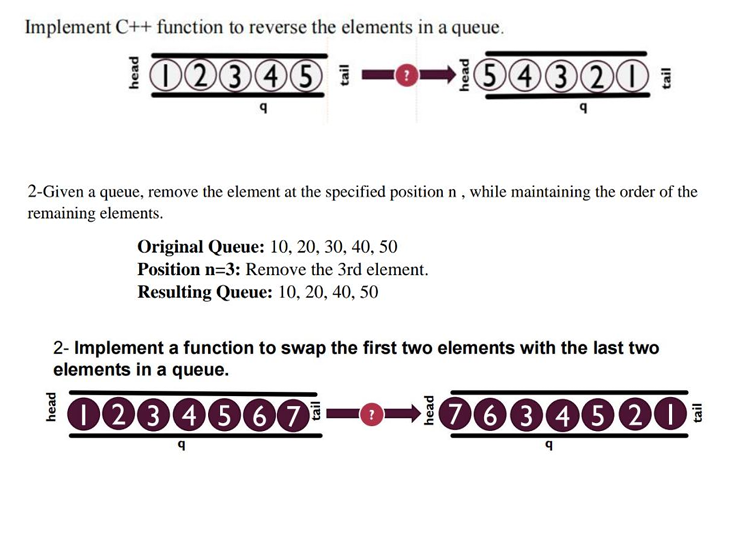 Implement C++ function to reverse the elements in a queue.
head 1 2 3 4 5 tail ? head 5 4 3 2 1 tail
q q
2-Given a queue, remove the element at the specified position n , while maintaining the order of the
remaining elements.
Original Queue: 10, 20, 30, 40, 50
Position n=3: Remove the 3rd element.
Resulting Queue: 10, 20, 40, 50
2- Implement a function to swap the first two elements with the last two
elements in a queue.
head 1 2 3 4 5 6 7 tail ? head 7 6 3 4 5 2 1 tail
q q